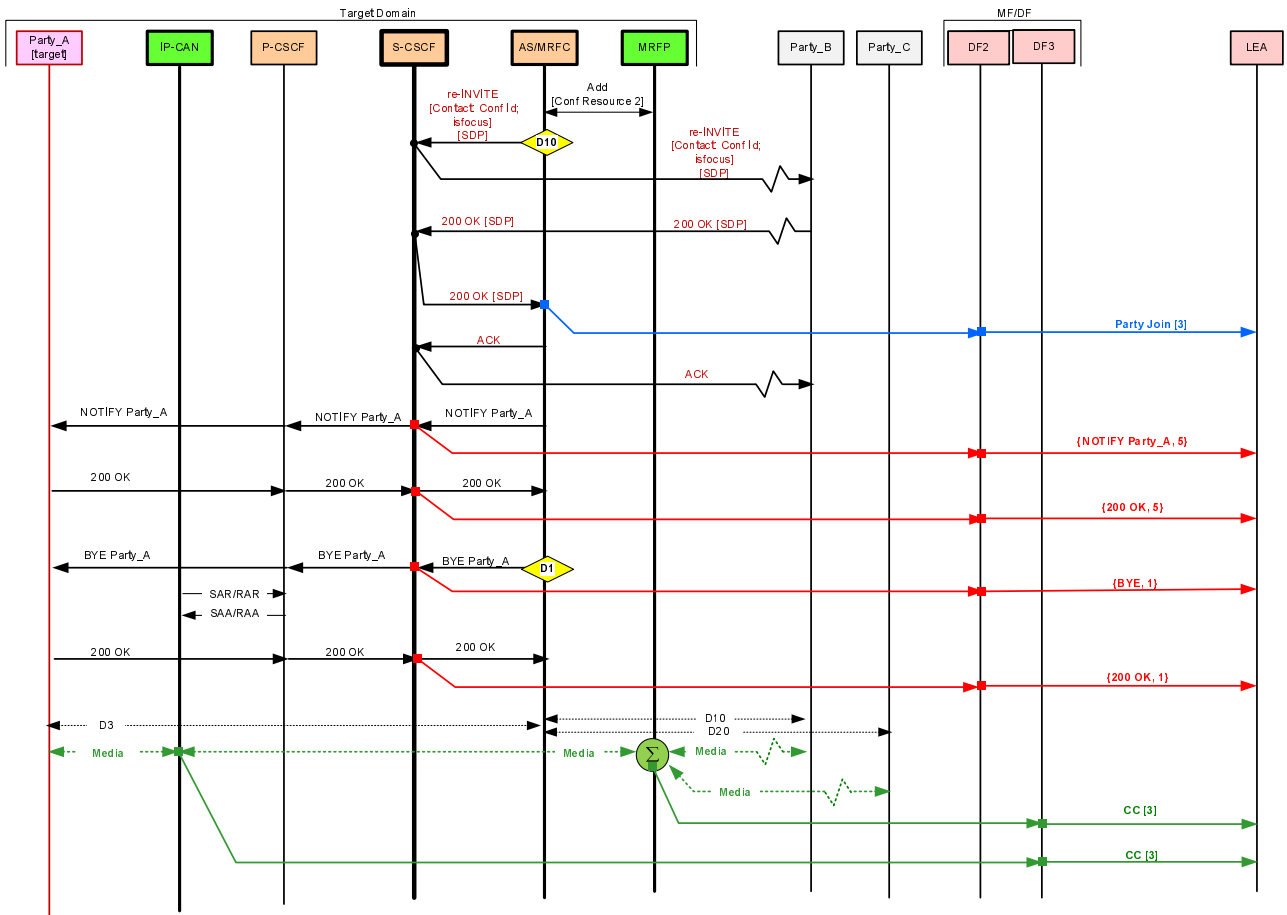 Target Domain
MF/DF
Party_A
[target]
IP-CAN
P-CSCF
S-CSCF
AS/MRFC
MRFP
Party_B
Party_C
DF2
DF3
LEA
Add
[Conf Resource 2]
re-INVITE
[Contact: Conf Id;
isfocus]
[SDP]
D10
re-INVITE
[Contact: Conf Id;
isfocus]
[SDP]
200 OK [SDP]
200 OK [SDP]
200 OK [SDP]
Party Join [3]
ACK
ACK
NOTIFY Party_A
NOTIFY Party_A
NOTIFY Party_A
{NOTIFY Party_A, 5}
200 OK
200 OK
200 OK
{200 OK, 5}
BYE Party_A
BYE Party_A
BYE Party_A
D1
{BYE, 1}
SAR/RAR
SAA/RAA
200 OK
200 OK
200 OK
{200 OK, 1}
D3
D10
D20
Media
Media
Σ
Media
Media
CC [3]
CC [3]